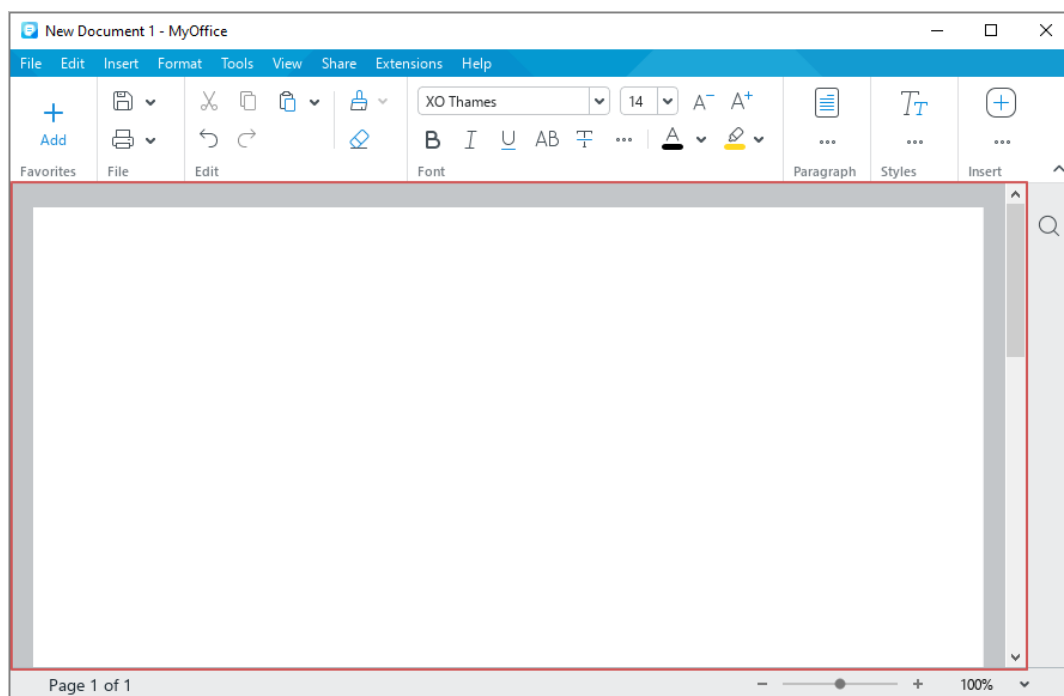 New Document 1 - MyOffice
File Edit Insert Format Tools View Share Extensions Help
XO Thames 14 A− A+
B I U AB T A
Add
Favorites File Edit Font Paragraph Styles Insert
Page 1 of 1 100%